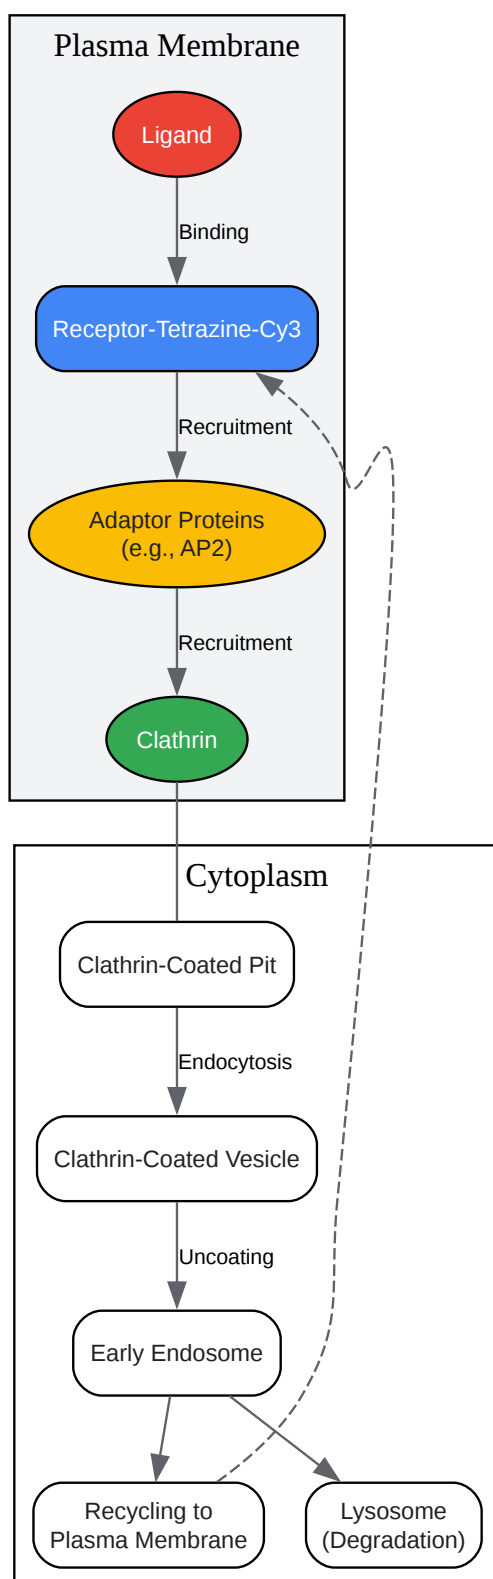 Plasma Membrane
Ligand
Binding
Receptor-Tetrazine-Cy3
Recruitment
Adaptor Proteins
(e.g., AP2)
Recruitment
Clathrin
Cytoplasm
Clathrin-Coated Pit
Endocytosis
Clathrin-Coated Vesicle
Uncoating
Early Endosome
Recycling to
Plasma Membrane
Lysosome
(Degradation)